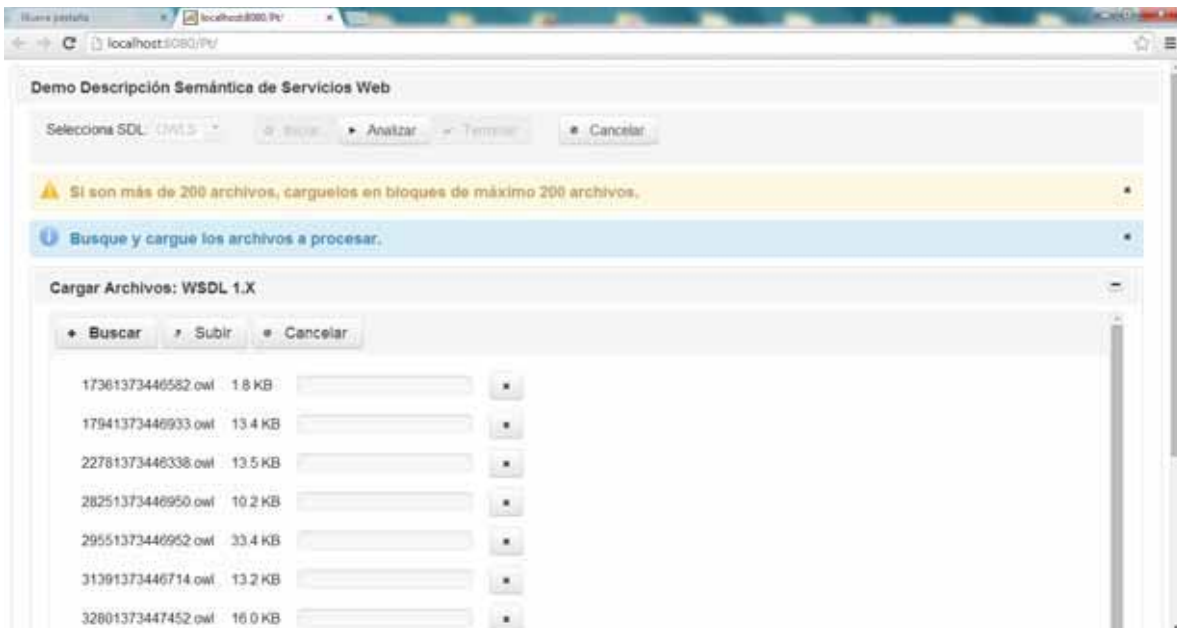 Nueva pestaña localhost:8080/Pt/
localhost:8080/Pt/
Demo Descripción Semántica de Servicios Web
Selecciona SDL: OWLS Iniciar Analizar Terminar Cancelar
Si son más de 200 archivos, carguelos en bloques de máximo 200 archivos.
Busque y cargue los archivos a procesar.
Cargar Archivos: WSDL 1.X
Buscar Subir Cancelar
17361373446582.owl 1.8 KB
17941373446933.owl 13.4 KB
22781373446338.owl 13.5 KB
28251373446950.owl 10.2 KB
29551373446952.owl 33.4 KB
31391373446714.owl 13.2 KB
32801373447452.owl 16.0 KB